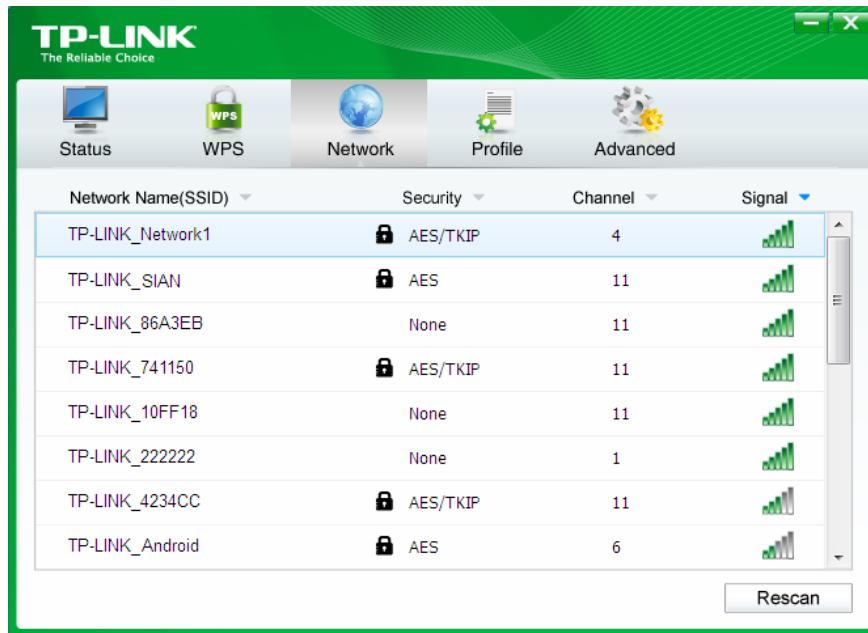 TP-LINK
The Reliable Choice
Status WPS Network Profile Advanced
WPS
Network Name(SSID) Security Channel Signal
TP-LINK_Network1 AES/TKIP 4
TP-LINK_SIAN AES 11
TP-LINK_86A3EB None 11
TP-LINK_741150 AES/TKIP 11
TP-LINK_10FF18 None 11
TP-LINK_222222 None 1
TP-LINK_4234CC AES/TKIP 11
TP-LINK_Android AES 6
Rescan